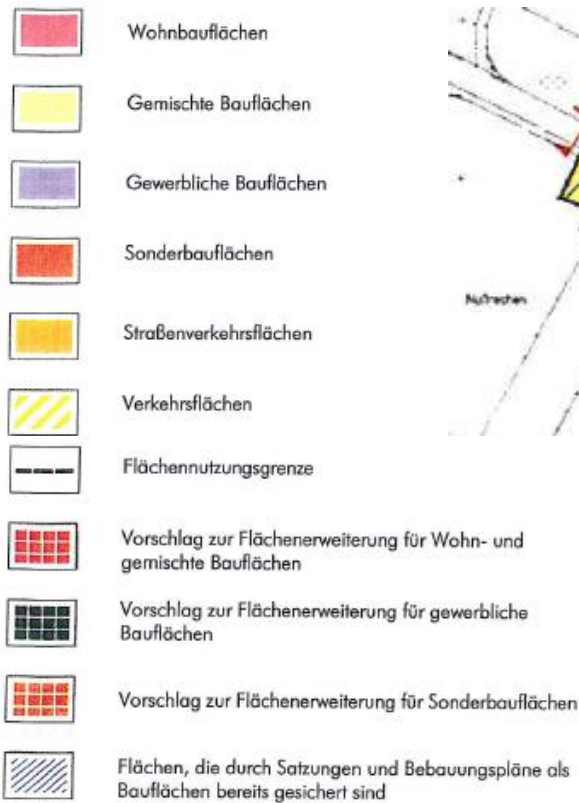 Wohnbauflächen
Gemischte Bauflächen
Gewerbliche Bauflächen
Sonderbauflächen
Straßenverkehrsflächen
Verkehrsflächen
Flächennutzungsgrenze
Vorschlag zur Flächenerweiterung für Wohn- und
gemischte Bauflächen
Vorschlag zur Flächenerweiterung für gewerbliche
Bauflächen
Vorschlag zur Flächenerweiterung für Sonderbauflächen
Flächen, die durch Satzungen und Bebauungspläne als
Bauflächen bereits gesichert sind